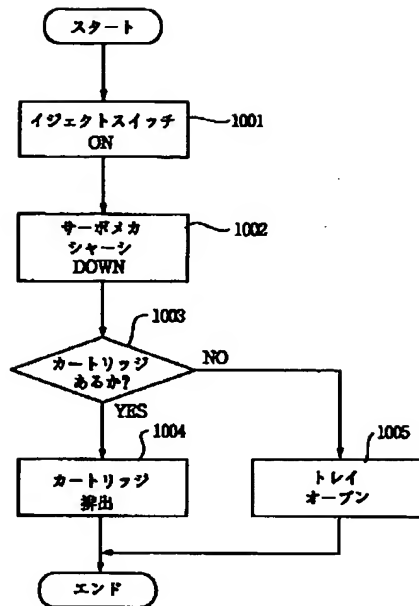 スタート
イジェクトスイッチ
ON
1001
サーボメカ
シャーシ
DOWN
1002
1003
カートリッジ
あるか?
NO
YES
1004
カートリッジ
排出
1005
トレイ
オープン
エンド